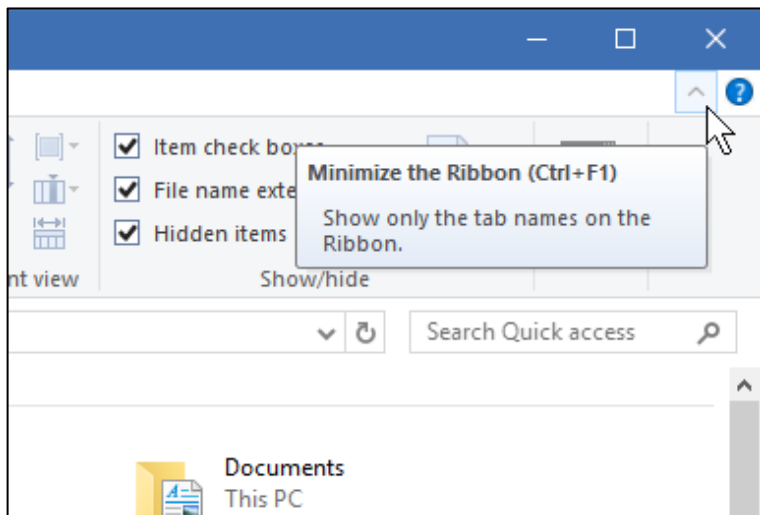 Item check boxes
Minimize the Ribbon (Ctrl+F1)
File name exte
Show only the tab names on the
Ribbon.
Hidden items
nt view
Show/hide
Search Quick access
Documents
This PC